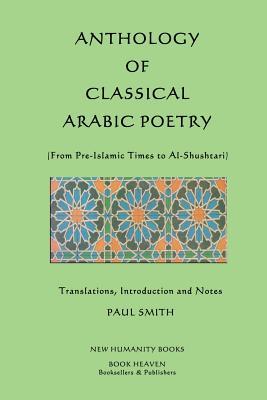 ANTHOLOGY
OF
CLASSICAL
ARABIC POETRY
(From Pre-Islamic Times to Al-Shushtari)
Translations, Introduction and Notes
PAUL SMITH
NEW HUMANITY BOOKS
BOOK HEAVEN
Booksellers & Publishers